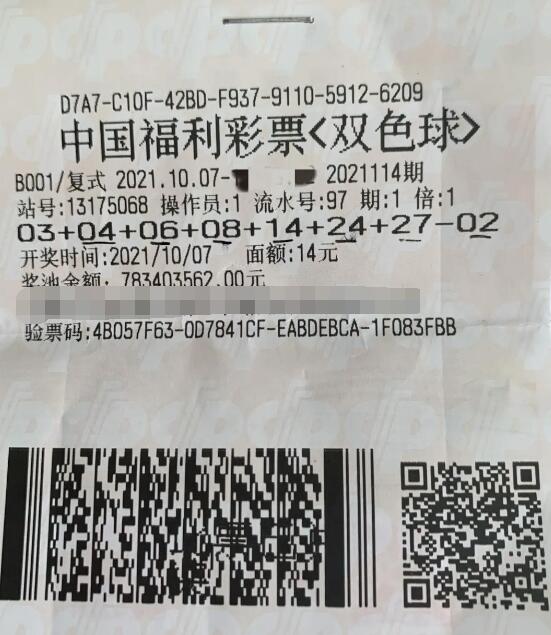 D7A7-C10F-42BD-F937-9110-5912-6209
中国福利彩票<双色球>
B001/复式 2021.10.07- 2021114期
站号:13175068 操作员:1 流水号:97 期:1 倍:1
03+04+06+08+14+24+27-02
开奖时间:2021/10/07 面额:14元
奖池金额:783403562.00元
验票码:4B057F63-0D7841CF-EABDEBCA-1F083FBB